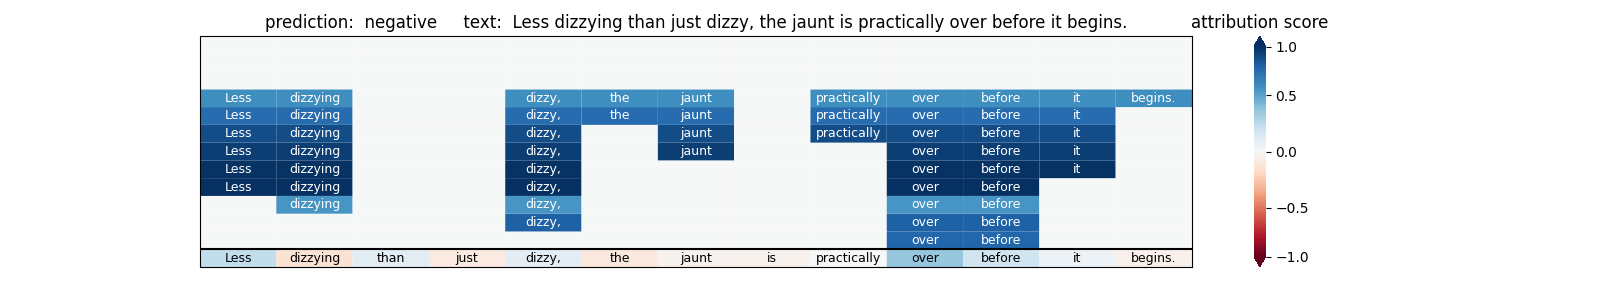 prediction:  negative     text:  Less dizzying than just dizzy, the jaunt is practically over before it begins.     attribution score
1.0
Less dizzying dizzy, the jaunt practically over before it begins.
0.5
Less dizzying dizzy, the jaunt practically over before it
Less dizzying dizzy, jaunt practically over before it
Less dizzying dizzy, jaunt over before it
0.0
Less dizzying dizzy, over before it
Less dizzying dizzy, over before
dizzying dizzy, over before
−0.5
dizzy, over before
over before
Less dizzying than just dizzy, the jaunt is practically over before it begins.
−1.0